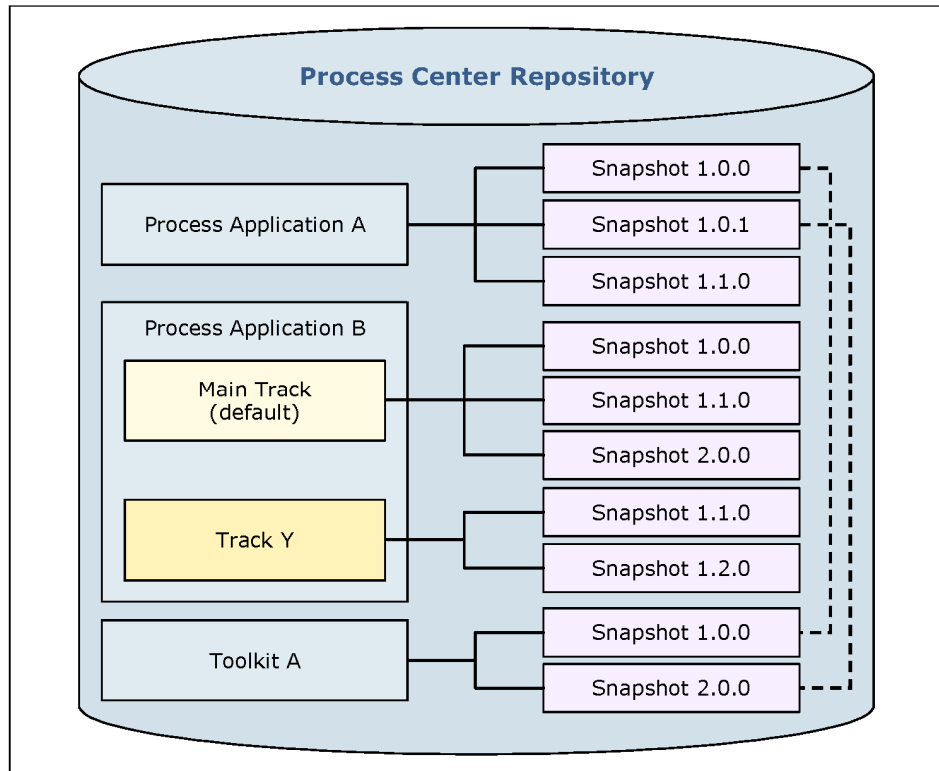 Process Center Repository
Process Application A
Snapshot 1.0.0
Snapshot 1.0.1
Snapshot 1.1.0
Process Application B
Main Track
(default)
Snapshot 1.0.0
Snapshot 1.1.0
Snapshot 2.0.0
Track Y
Snapshot 1.1.0
Snapshot 1.2.0
Toolkit A
Snapshot 1.0.0
Snapshot 2.0.0